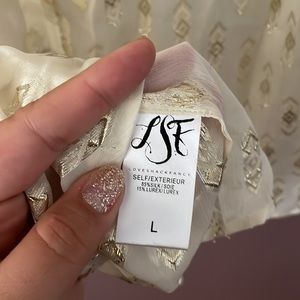 LSF
LOVESHACKFANCY
SELF/EXTERIEUR
85%SILK/SOIE
15%LUREX/LUREX
L